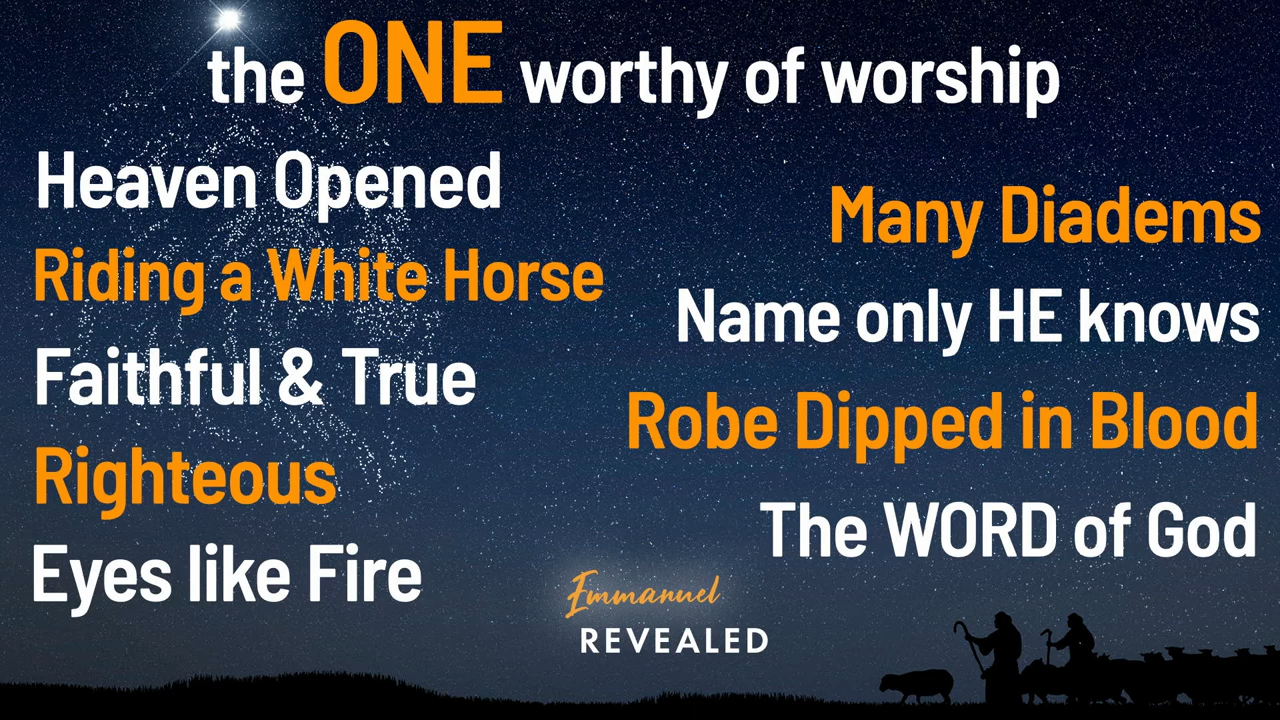 the ONE worthy of worship
Heaven Opened
Riding a White Horse
Faithful & True
Righteous
Eyes like Fire
Many Diadems
Name only HE knows
Robe Dipped in Blood
The WORD of God
Emmanuel
REVEALED